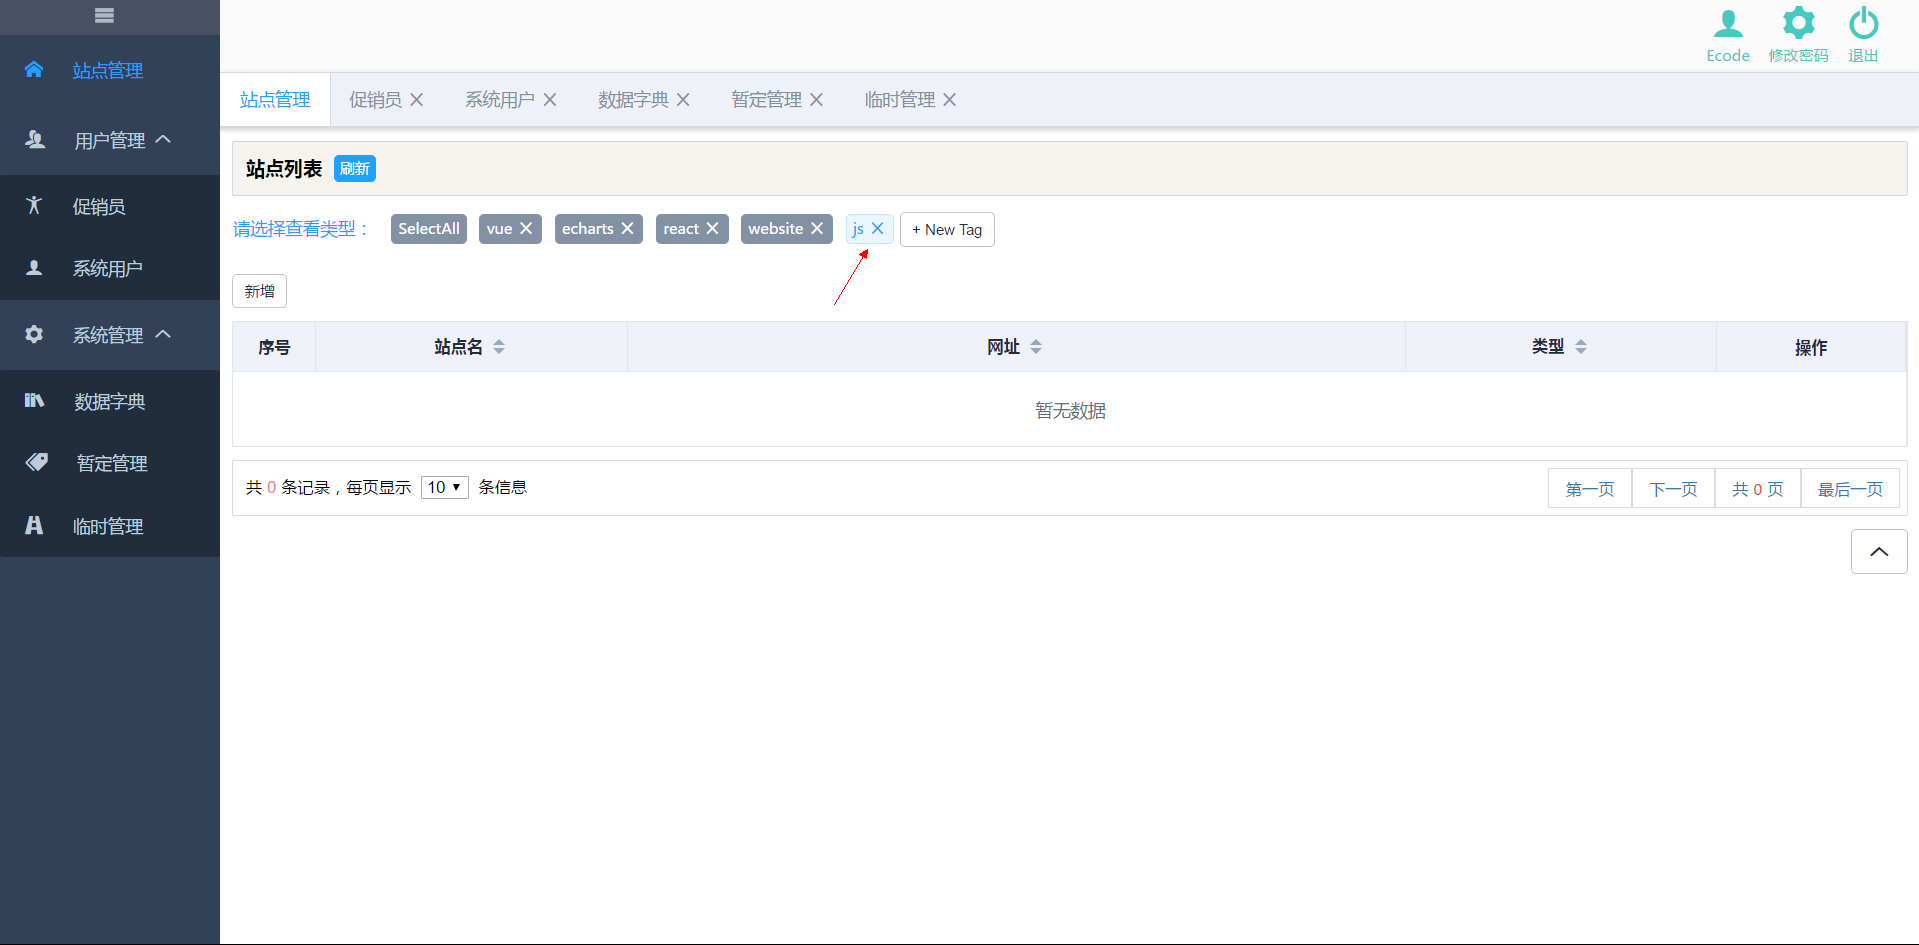 Ecode 修改密码 退出
站点管理
用户管理
促销员
系统用户
系统管理
数据字典
暂定管理
临时管理
站点管理 促销员 系统用户 数据字典 暂定管理 临时管理
站点列表 刷新
请选择查看类型： SelectAll vue echarts react website js + New Tag
新增
序号 站点名 网址 类型 操作
暂无数据
共 0 条记录，每页显示 10 条信息
第一页 下一页 共 0 页 最后一页